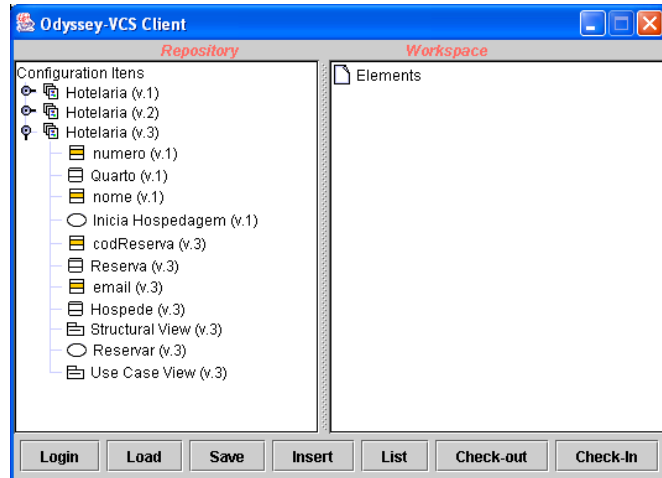 Odyssey-VCS Client
Repository Workspace
Configuration Itens
Hotelaria (v.1)
Hotelaria (v.2)
Hotelaria (v.3)
numero (v.1)
Quarto (v.1)
nome (v.1)
Inicia Hospedagem (v.1)
codReserva (v.3)
Reserva (v.3)
email (v.3)
Hospede (v.3)
Structural View (v.3)
Reservar (v.3)
Use Case View (v.3)
Elements
Login Load Save Insert List Check-out Check-In